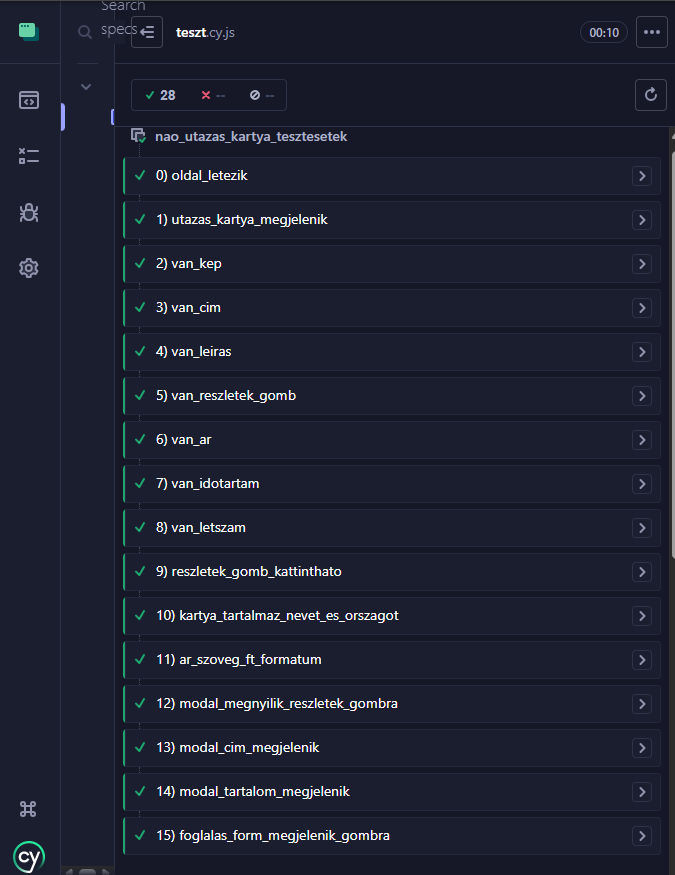 Search
specs
teszt.cy.js
00:10
28 -- --
nao_utazas_kartya_tesztesetek
0) oldal_letezik
1) utazas_kartya_megjelenik
2) van_kep
3) van_cim
4) van_leiras
5) van_reszletek_gomb
6) van_ar
7) van_idotartam
8) van_letszam
9) reszletek_gomb_kattinthato
10) kartya_tartalmaz_nevet_es_orszagot
11) ar_szoveg_ft_formatum
12) modal_megnyilik_reszletek_gombra
13) modal_cim_megjelenik
14) modal_tartalom_megjelenik
15) foglalas_form_megjelenik_gombra
cy